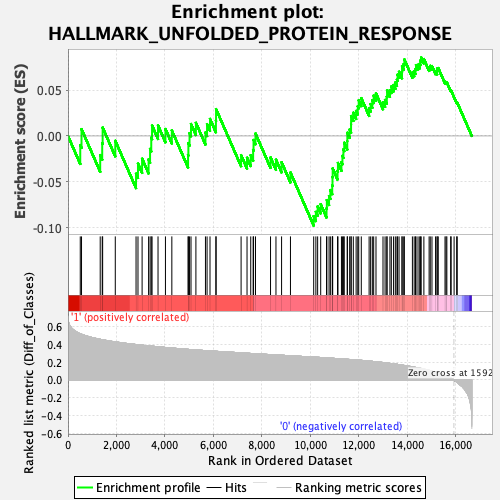 Enrichment plot:
HALLMARK_UNFOLDED_PROTEIN_RESPONSE
Enrichment score (ES)
0.05
0.00
-0.05
-0.10
Ranked list metric (Diff_of_Classes)
'1' (positively correlated)
0.6
0.4
0.2
0.0
-0.2
-0.4
-0.6
Zero cross at 1592
'0' (negatively correlated)
0
2,000
4,000
6,000
8,000
10,000
12,000
14,000
16,000
Rank in Ordered Dataset
Enrichment profile
Hits
Ranking metric scores